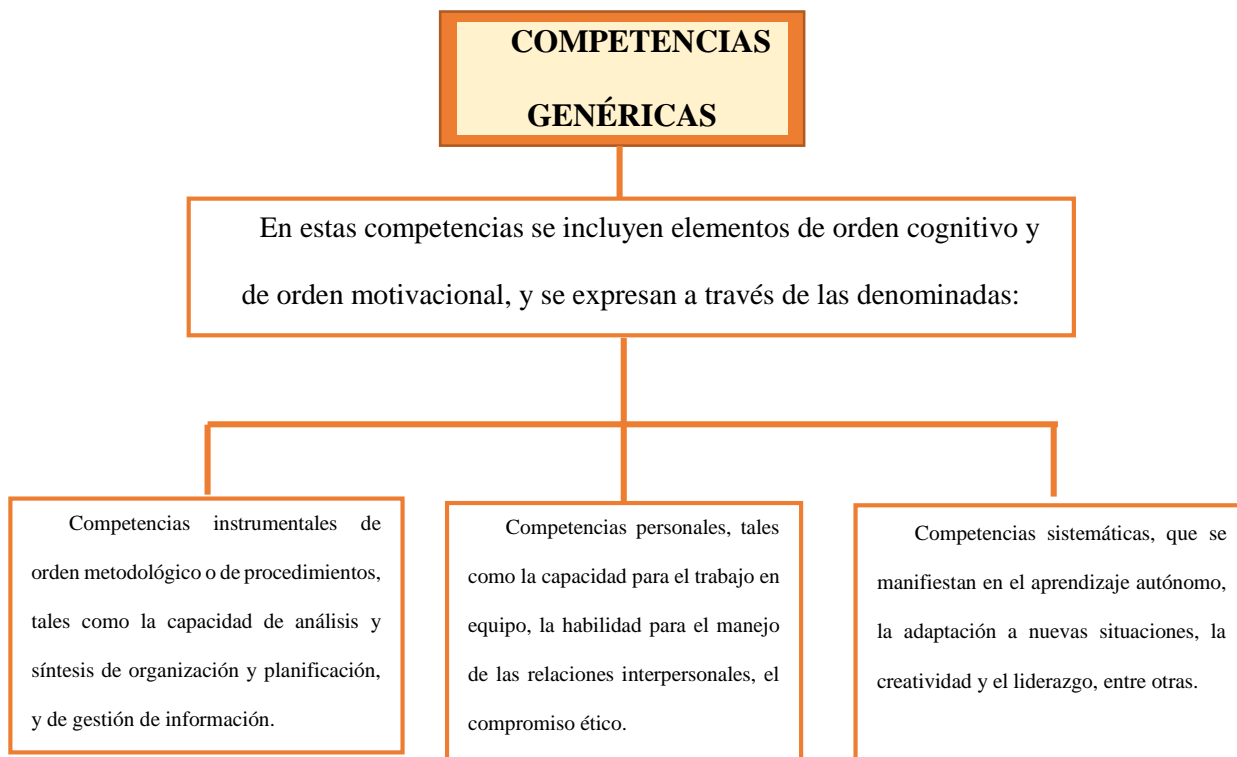 COMPETENCIAS
GENÉRICAS
En estas competencias se incluyen elementos de orden cognitivo y
de orden motivacional, y se expresan a través de las denominadas:
Competencias instrumentales de
orden metodológico o de procedimientos,
tales como la capacidad de análisis y
síntesis de organización y planificación,
y de gestión de información.
Competencias personales, tales
como la capacidad para el trabajo en
equipo, la habilidad para el manejo
de las relaciones interpersonales, el
compromiso ético.
Competencias sistemáticas, que se
manifiestan en el aprendizaje autónomo,
la adaptación a nuevas situaciones, la
creatividad y el liderazgo, entre otras.